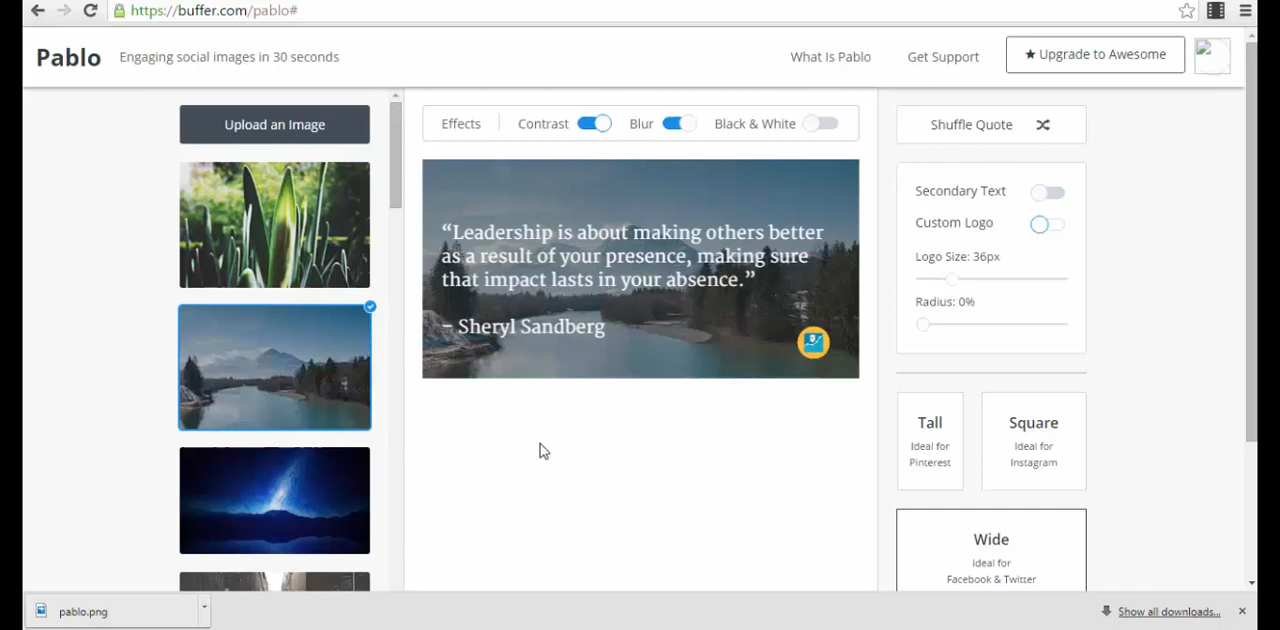 https://buffer.com/pablo#
Pablo
Engaging social images in 30 seconds
What Is Pablo
Get Support
★ Upgrade to Awesome
Upload an Image
Effects
Contrast
Blur
Black & White
“Leadership is about making others better
as a result of your presence, making sure
that impact lasts in your absence.”
– Sheryl Sandberg
Shuffle Quote
Secondary Text
Custom Logo
Logo Size: 36px
Radius: 0%
Tall
Ideal for
Pinterest
Square
Ideal for
Instagram
Wide
Ideal for
Facebook & Twitter
pablo.png
Show all downloads...